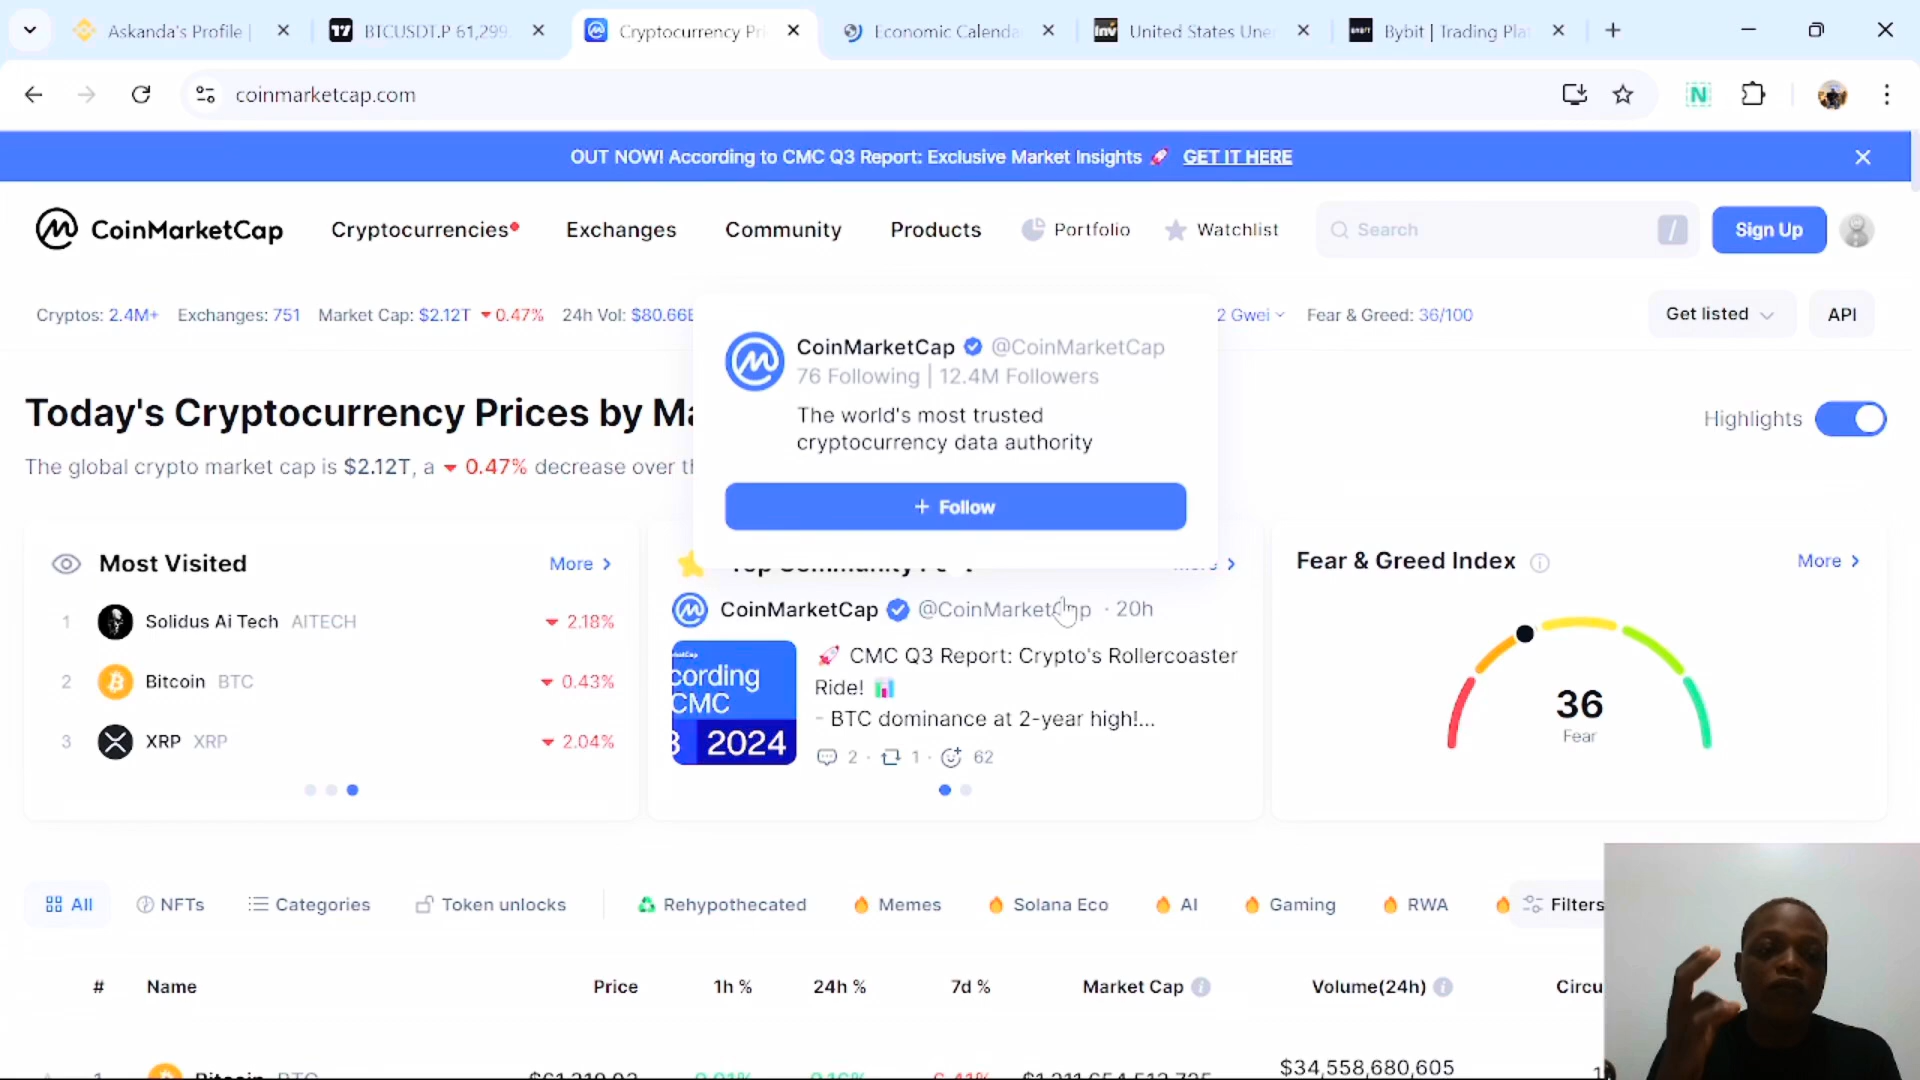 Askanda's Profile |
BTCUSDT.P 61,299.
Cryptocurrency Pri
Economic Calenda
United States Une
Bybit | Trading Plat
coinmarketcap.com
OUT NOW! According to CMC Q3 Report: Exclusive Market Insights 🚀 GET IT HERE
CoinMarketCap
Cryptocurrencies
Exchanges
Community
Products
Portfolio
Watchlist
Search
/
Sign Up
Cryptos: 2.4M+ Exchanges: 751 Market Cap: $2.12T 0.47% 24h Vol: $80.66B
2 Gwei
Fear & Greed: 36/100
Get listed
API
CoinMarketCap @CoinMarketCap
76 Following | 12.4M Followers
The world's most trusted
cryptocurrency data authority
+ Follow
Today's Cryptocurrency Prices by Ma
The global crypto market cap is $2.12T, a 0.47% decrease over th
Highlights
Most Visited
More >
1 Solidus Ai Tech AITECH 2.18%
2 Bitcoin BTC 0.43%
3 XRP XRP 2.04%
CoinMarketCap @CoinMarketCap · 20h
🚀 CMC Q3 Report: Crypto's Rollercoaster
Ride! 📊
- BTC dominance at 2-year high!...
cording
CMC
3 2024
2 · 1 · 62
Fear & Greed Index
More >
36
Fear
All
NFTs
Categories
Token unlocks
Rehypothecated
Memes
Solana Eco
AI
Gaming
RWA
Filters
# Name Price 1h % 24h % 7d % Market Cap Volume(24h) Circu
$34,558,680,605